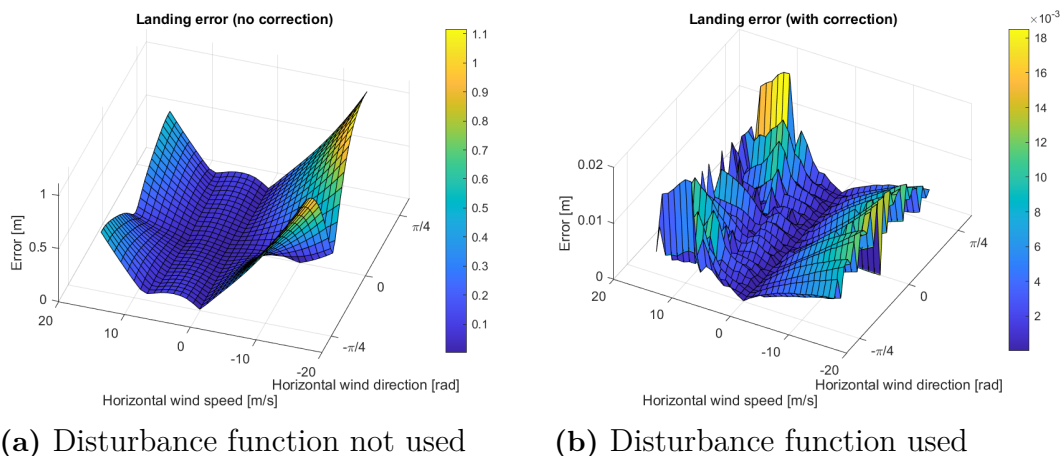 Landing error (no correction)
1
0.5
0
Error [m]
20
10
0
-10
-20
Horizontal wind speed [m/s]
π/4
0
-π/4
Horizontal wind direction [rad]
1.1
1
0.9
0.8
0.7
0.6
0.5
0.4
0.3
0.2
0.1
(a) Disturbance function not used
Landing error (with correction)
0.02
0.01
0
Error [m]
20
10
0
-10
-20
Horizontal wind speed [m/s]
π/4
0
-π/4
Horizontal wind direction [rad]
×10⁻³
18
16
14
12
10
8
6
4
2
(b) Disturbance function used